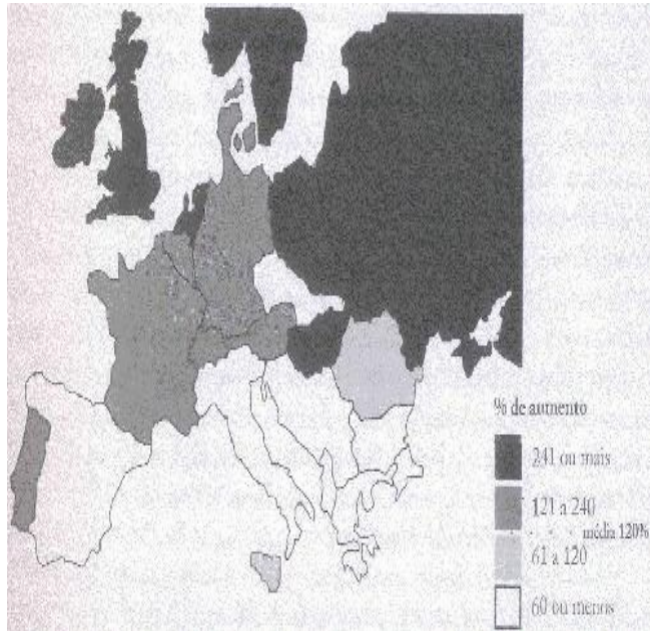 % de aumento
241 ou mais
121 a 240
média 120%
61 a 120
60 ou menos